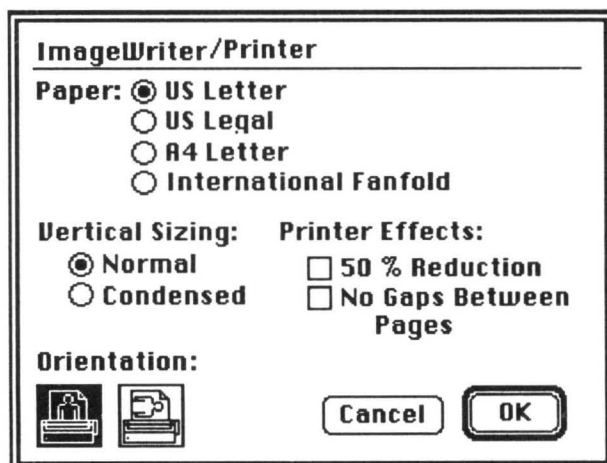 ImageWriter/Printer
Paper: US Letter
US Legal
A4 Letter
International Fanfold
Vertical Sizing: Printer Effects:
Normal 50 % Reduction
Condensed No Gaps Between
Pages
Orientation:
Cancel OK